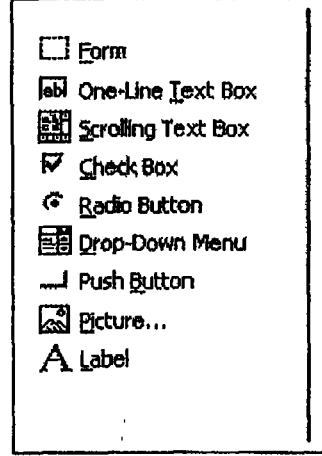 Form
abl One-Line Text Box
Scrolling Text Box
Check Box
Radio Button
Drop-Down Menu
Push Button
Picture...
A Label